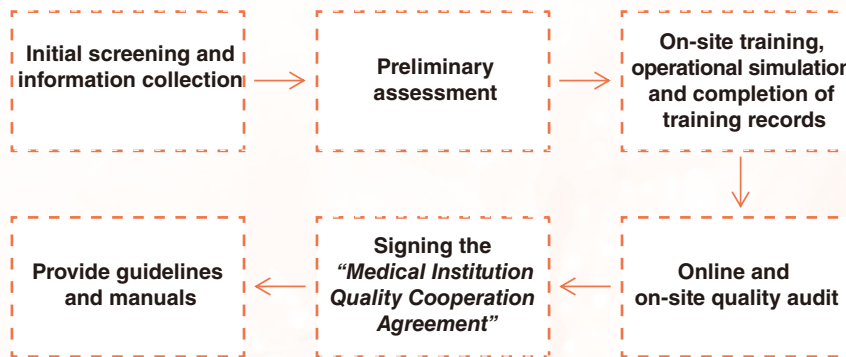 Initial screening and
information collection
Preliminary
assessment
On-site training,
operational simulation
and completion of
training records
Provide guidelines
and manuals
Signing the
“Medical Institution
Quality Cooperation
Agreement”
Online and
on-site quality audit